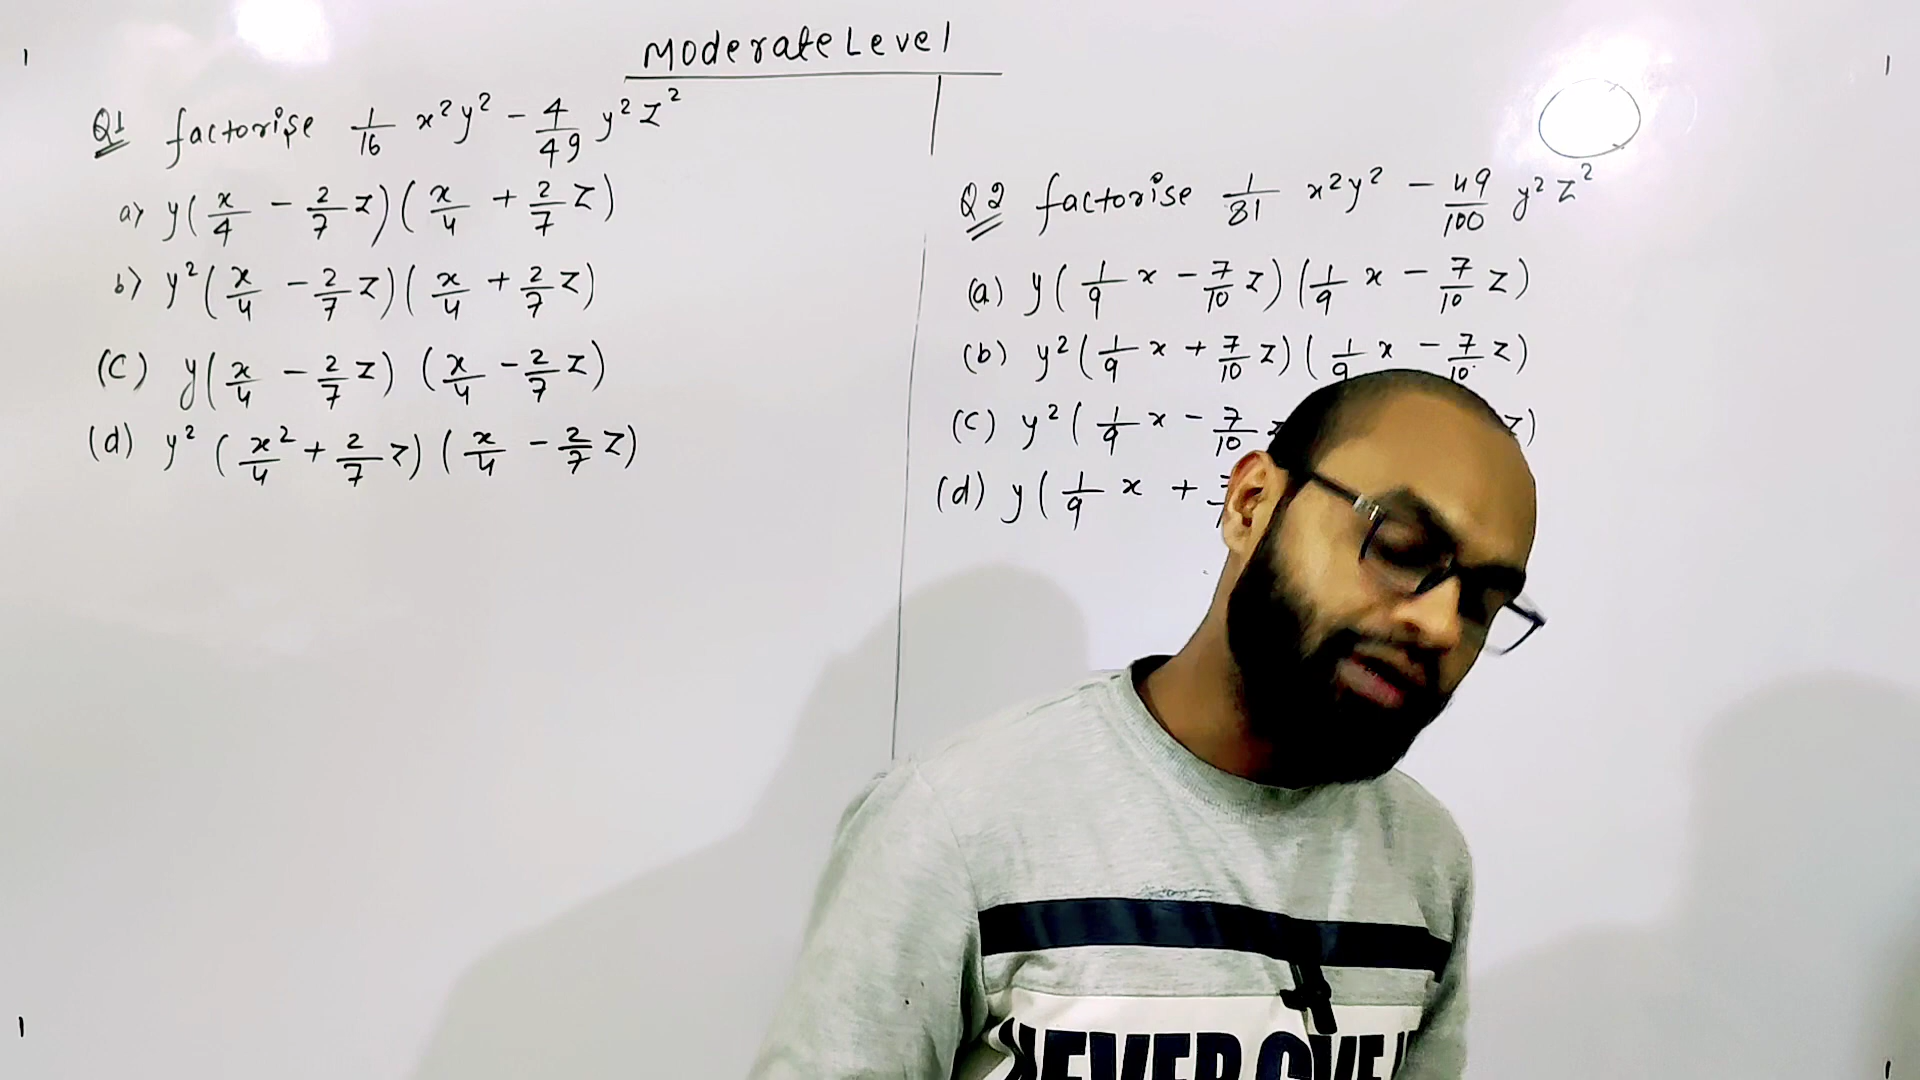 Moderate Level
Q1 factorise 1/16 x²y² - 4/49 y²z²
a) y(x/4 - 2/7 z)(x/4 + 2/7 z)
b) y²(x/4 - 2/7 z)(x/4 + 2/7 z)
(c) y(x/4 - 2/7 z) (x/4 - 2/7 z)
(d) y² (x²/4 + 2/7 z) (x/4 - 2/7 z)
Q2 factorise 1/81 x²y² - 49/100 y²z²
(a) y(1/9 x - 7/10 z)(1/9 x - 7/10 z)
(b) y²(1/9 x + 7/10 z)(1/9 x - 7/10 z)
(c) y²(1/9 x - 7/10 z)
(d) y(1/9 x +
NEVER GIVE